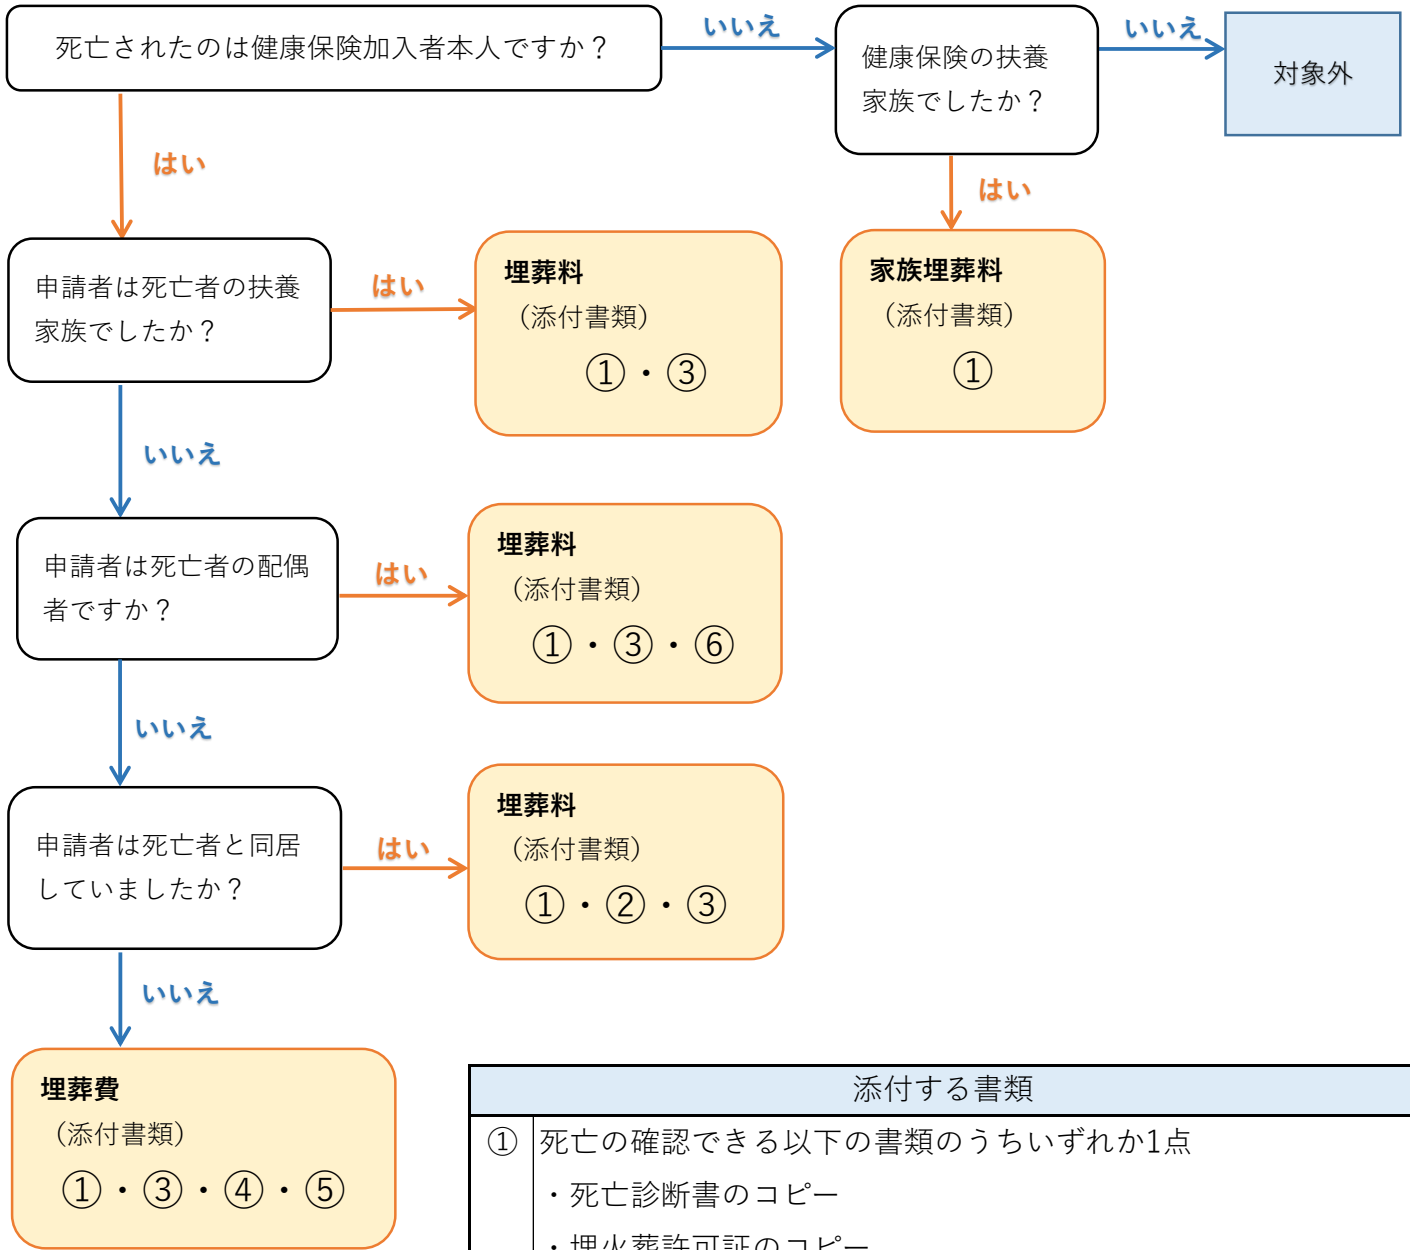 死亡されたのは健康保険加入者本人ですか？
いいえ
健康保険の扶養
家族でしたか？
いいえ
対象外
はい
はい
申請者は死亡者の扶養
家族でしたか？
はい
埋葬料
（添付書類）
①・③
家族埋葬料
（添付書類）
①
いいえ
申請者は死亡者の配偶
者ですか？
はい
埋葬料
（添付書類）
①・③・⑥
いいえ
申請者は死亡者と同居
していましたか？
はい
埋葬料
（添付書類）
①・②・③
いいえ
埋葬費
（添付書類）
①・③・④・⑤
添付する書類
① 死亡の確認できる以下の書類のうちいずれか1点
・死亡診断書のコピー
・埋火葬許可証のコピー